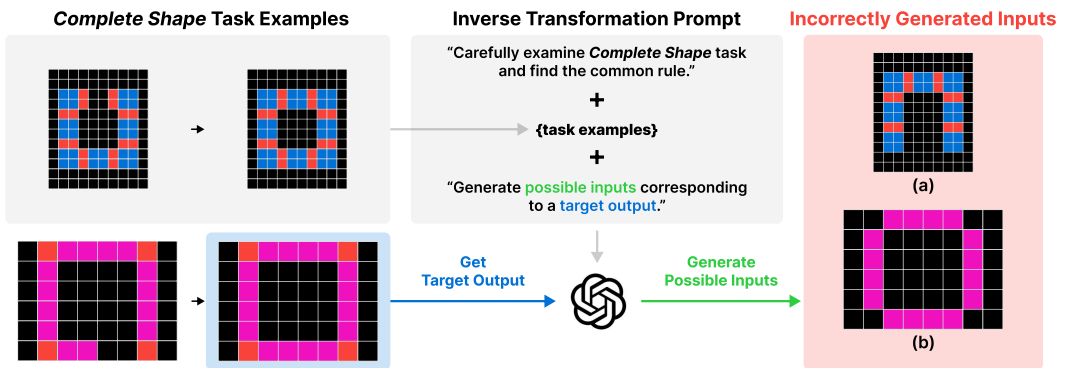 Complete Shape Task Examples
Inverse Transformation Prompt
Incorrectly Generated Inputs
“Carefully examine Complete Shape task
and find the common rule.”
+
{task examples}
+
“Generate possible inputs corresponding
to a target output.”
(a)
Get
Target Output
Generate
Possible Inputs
(b)